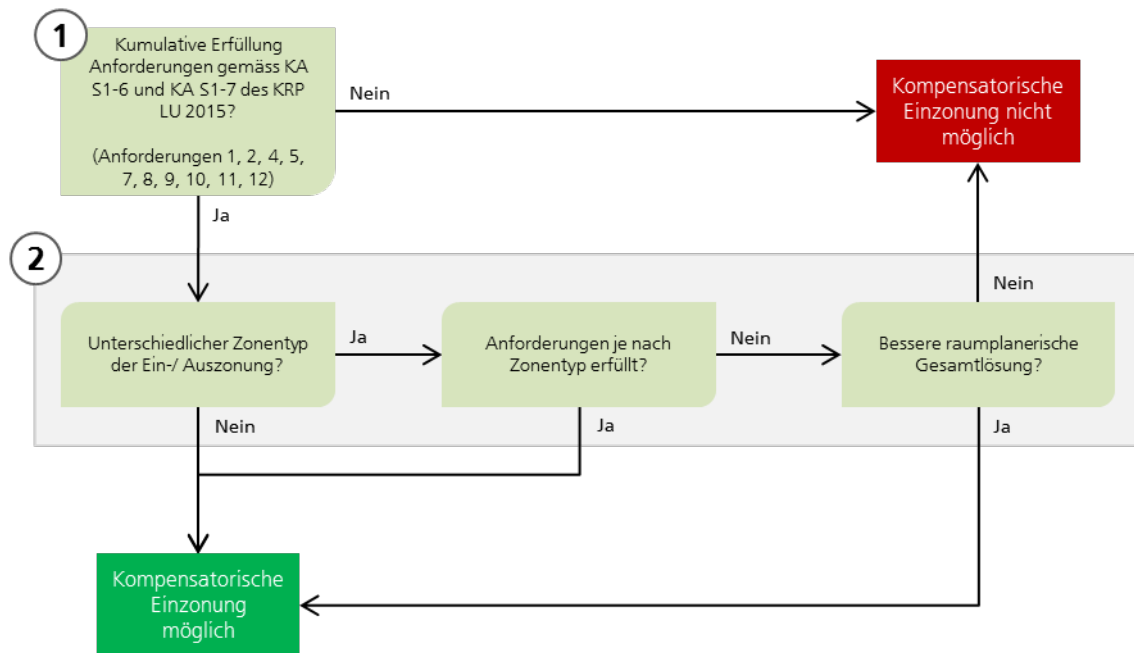 1
Kumulative Erfüllung
Anforderungen gemäss KA
S1-6 und KA S1-7 des KRP
LU 2015?
(Anforderungen 1, 2, 4, 5,
7, 8, 9, 10, 11, 12)
Nein
Kompensatorische
Einzonung nicht
möglich
Ja
2
Nein
Unterschiedlicher Zonentyp
der Ein-/ Auszonung?
Ja
Anforderungen je nach
Zonentyp erfüllt?
Nein
Bessere raumplanerische
Gesamtlösung?
Nein
Ja
Ja
Kompensatorische
Einzonung
möglich